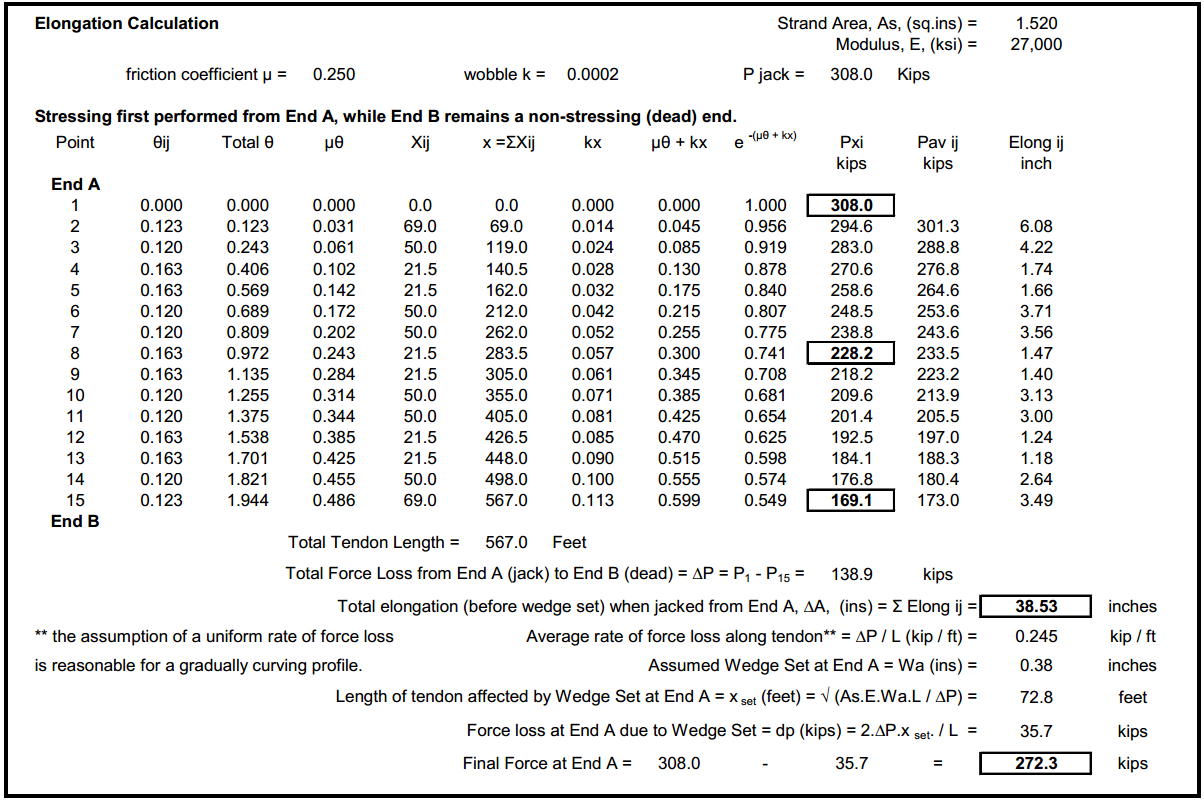 Elongation Calculation Strand Area, As, (sq.ins) = 1.520
Modulus, E, (ksi) = 27,000
friction coefficient µ = 0.250 wobble k = 0.0002 P jack = 308.0 Kips
Stressing first performed from End A, while End B remains a non-stressing (dead) end.
Point θij Total θ µθ Xij x =ΣXij kx µθ + kx e -(µθ + kx) Pxi Pav ij Elong ij
kips kips inch
End A
1 0.000 0.000 0.000 0.0 0.0 0.000 0.000 1.000 308.0
2 0.123 0.123 0.031 69.0 69.0 0.014 0.045 0.956 294.6 301.3 6.08
3 0.120 0.243 0.061 50.0 119.0 0.024 0.085 0.919 283.0 288.8 4.22
4 0.163 0.406 0.102 21.5 140.5 0.028 0.130 0.878 270.6 276.8 1.74
5 0.163 0.569 0.142 21.5 162.0 0.032 0.175 0.840 258.6 264.6 1.66
6 0.120 0.689 0.172 50.0 212.0 0.042 0.215 0.807 248.5 253.6 3.71
7 0.120 0.809 0.202 50.0 262.0 0.052 0.255 0.775 238.8 243.6 3.56
8 0.163 0.972 0.243 21.5 283.5 0.057 0.300 0.741 228.2 233.5 1.47
9 0.163 1.135 0.284 21.5 305.0 0.061 0.345 0.708 218.2 223.2 1.40
10 0.120 1.255 0.314 50.0 355.0 0.071 0.385 0.681 209.6 213.9 3.13
11 0.120 1.375 0.344 50.0 405.0 0.081 0.425 0.654 201.4 205.5 3.00
12 0.163 1.538 0.385 21.5 426.5 0.085 0.470 0.625 192.5 197.0 1.24
13 0.163 1.701 0.425 21.5 448.0 0.090 0.515 0.598 184.1 188.3 1.18
14 0.120 1.821 0.455 50.0 498.0 0.100 0.555 0.574 176.8 180.4 2.64
15 0.123 1.944 0.486 69.0 567.0 0.113 0.599 0.549 169.1 173.0 3.49
End B
Total Tendon Length = 567.0 Feet
Total Force Loss from End A (jack) to End B (dead) = ΔP = P1 - P15 = 138.9 kips
Total elongation (before wedge set) when jacked from End A, ΔA, (ins) = Σ Elong ij = 38.53 inches
** the assumption of a uniform rate of force loss Average rate of force loss along tendon** = ΔP / L (kip / ft) = 0.245 kip / ft
is reasonable for a gradually curving profile. Assumed Wedge Set at End A = Wa (ins) = 0.38 inches
Length of tendon affected by Wedge Set at End A = x set (feet) = √ (As.E.Wa.L / ΔP) = 72.8 feet
Force loss at End A due to Wedge Set = dp (kips) = 2.ΔP.x set. / L = 35.7 kips
Final Force at End A = 308.0 - 35.7 = 272.3 kips